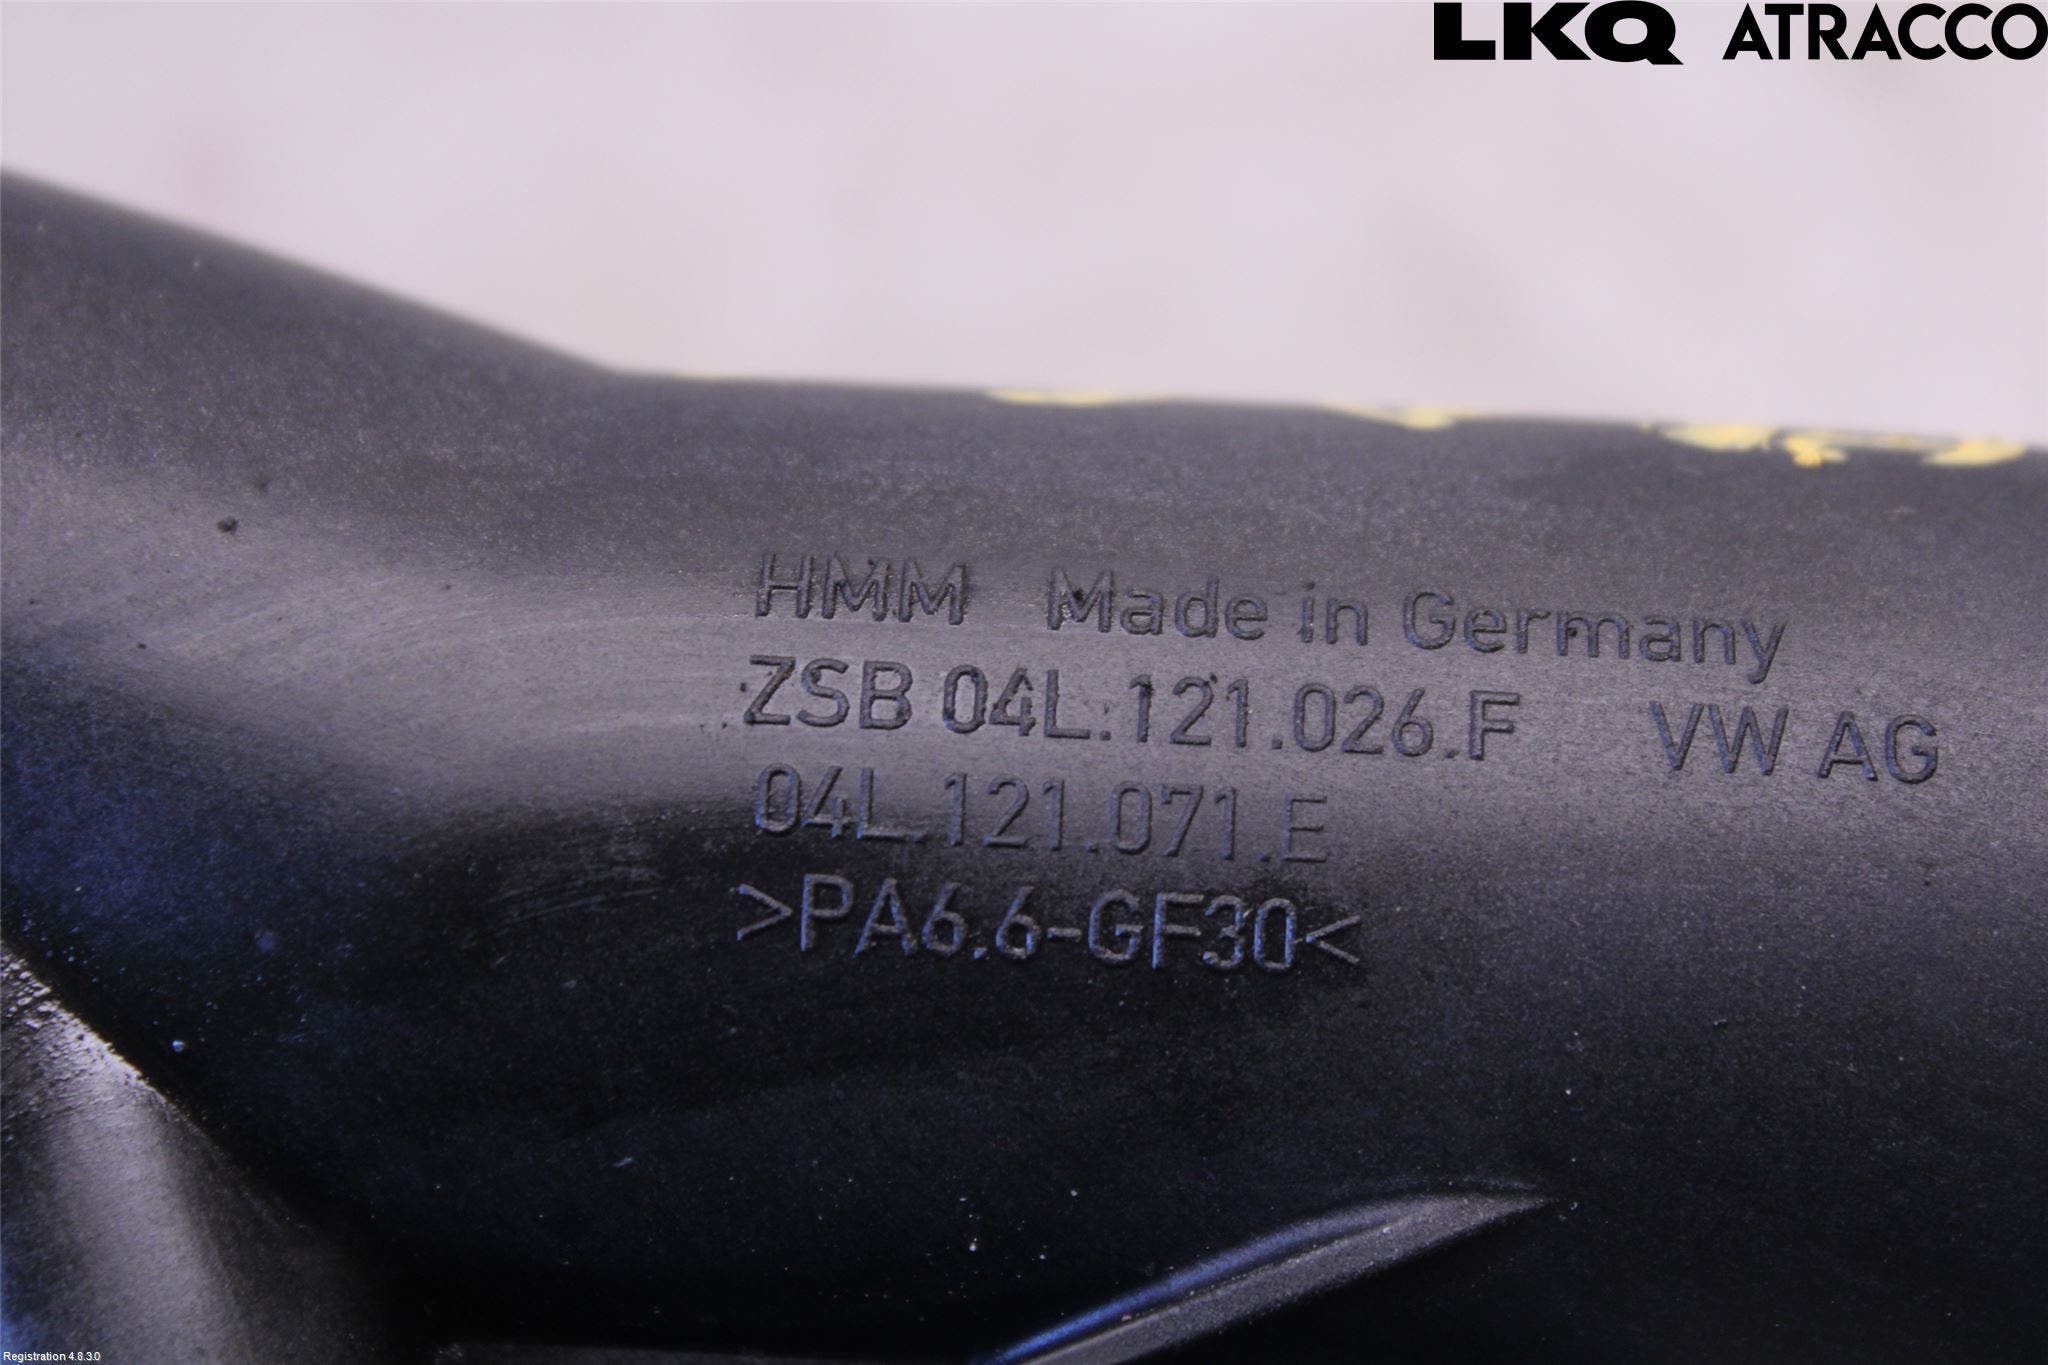 LKQ ATRACCO
HMM Made in Germany
ZSB 04L.121.026.F VW AG
04L.121.071.E
>PA6.6-GF30<
Registration 4.8.3.0